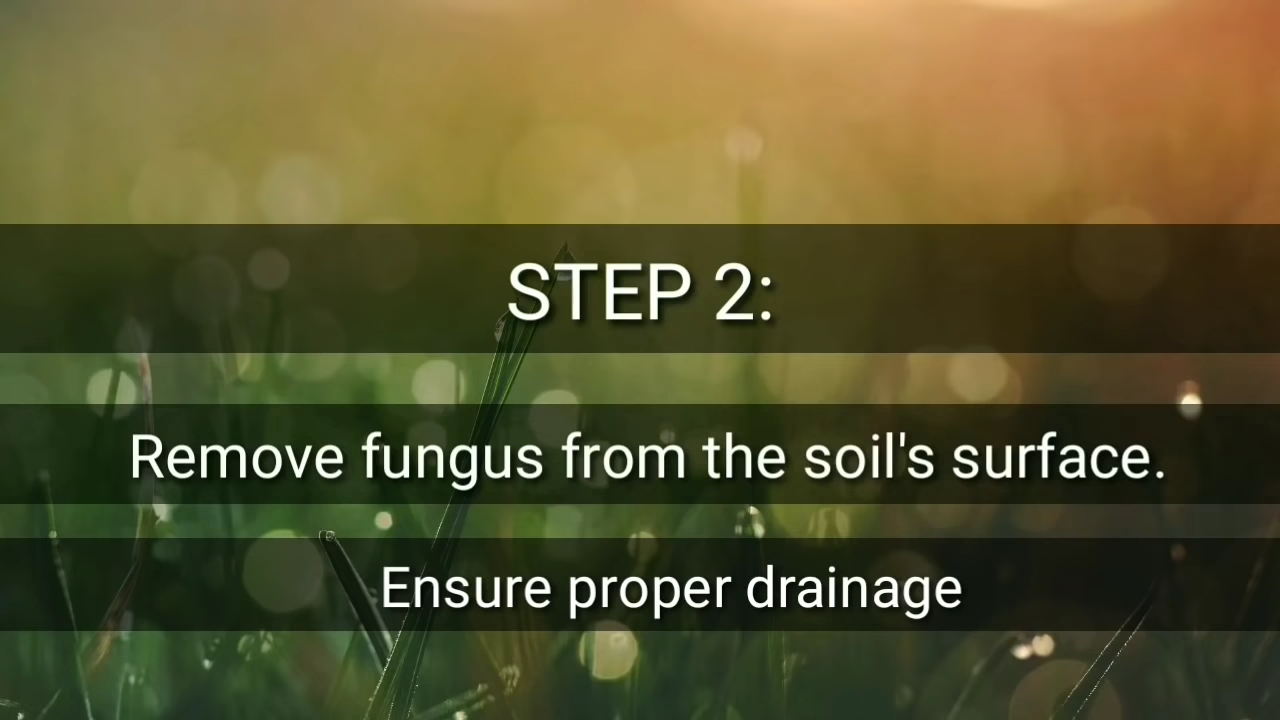 STEP 2:
Remove fungus from the soil's surface.
Ensure proper drainage